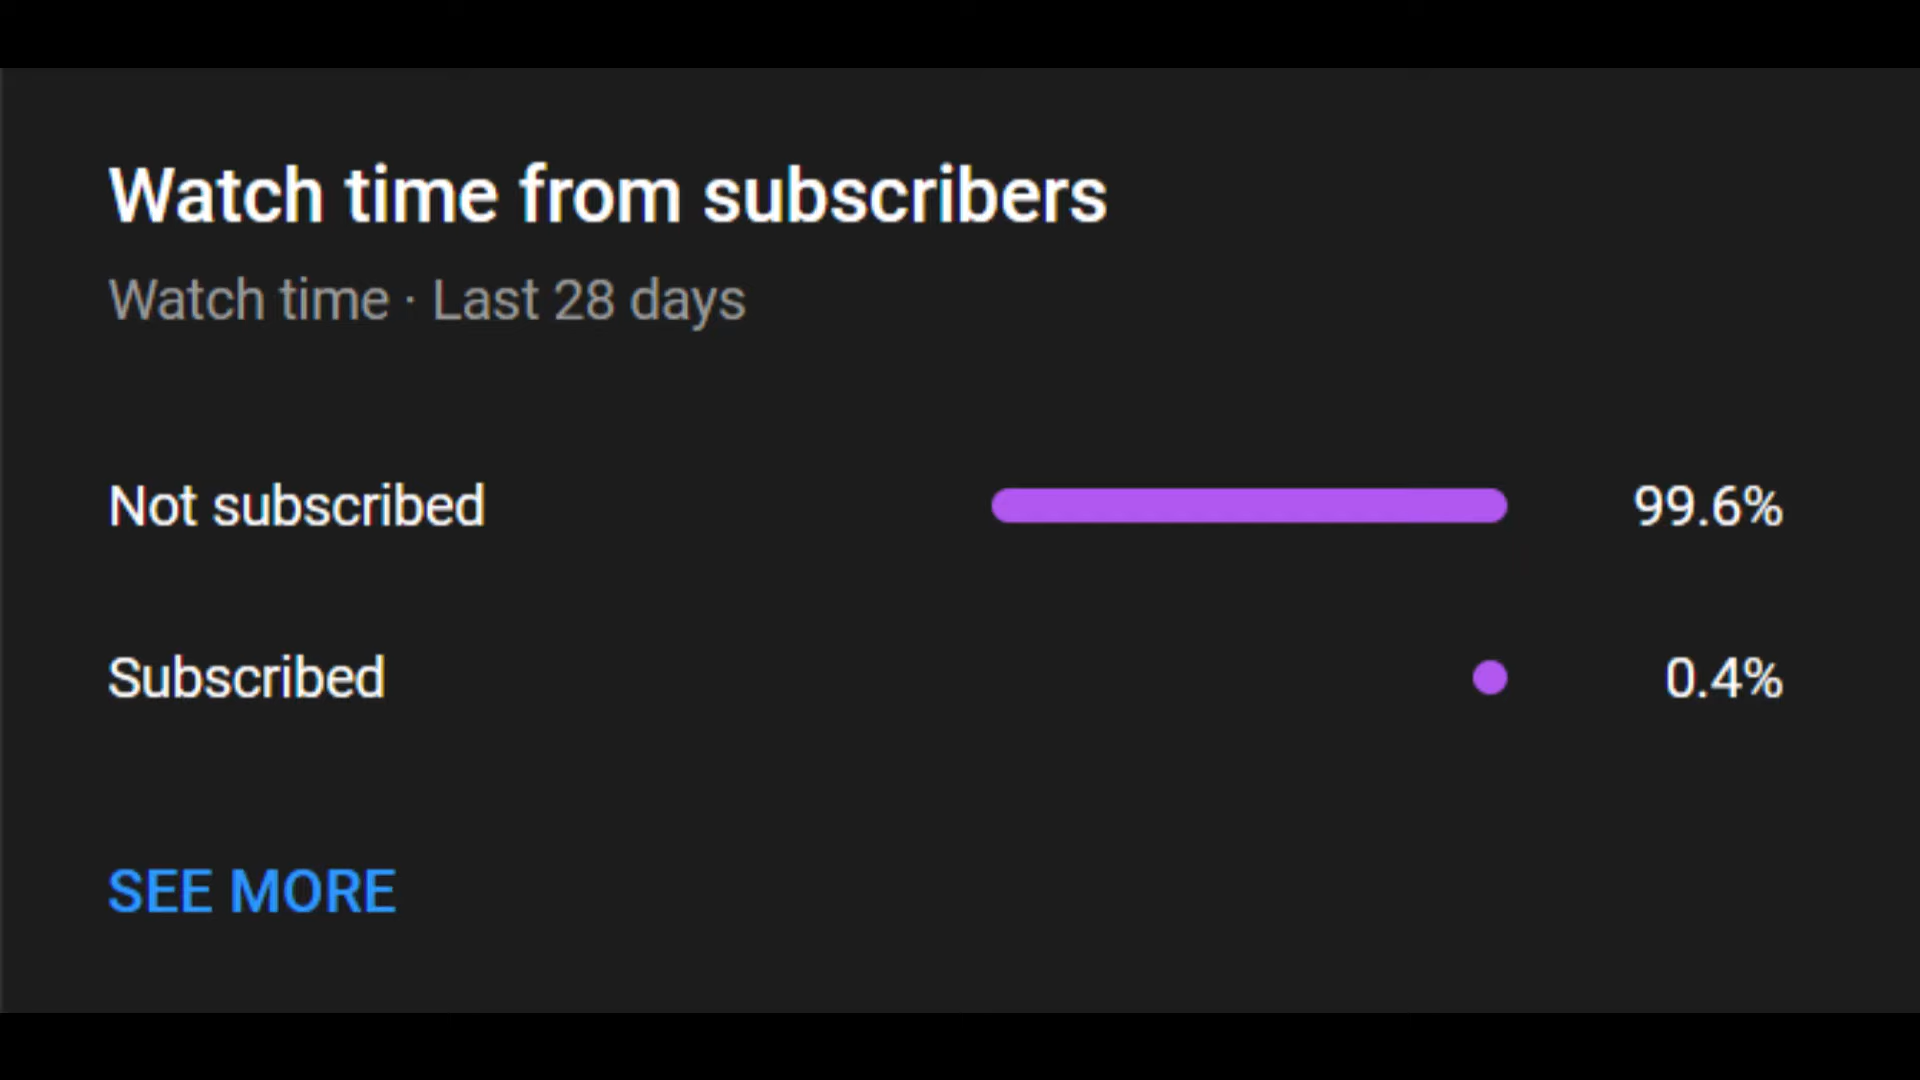 Watch time from subscribers
Watch time · Last 28 days
Not subscribed 99.6%
Subscribed 0.4%
SEE MORE